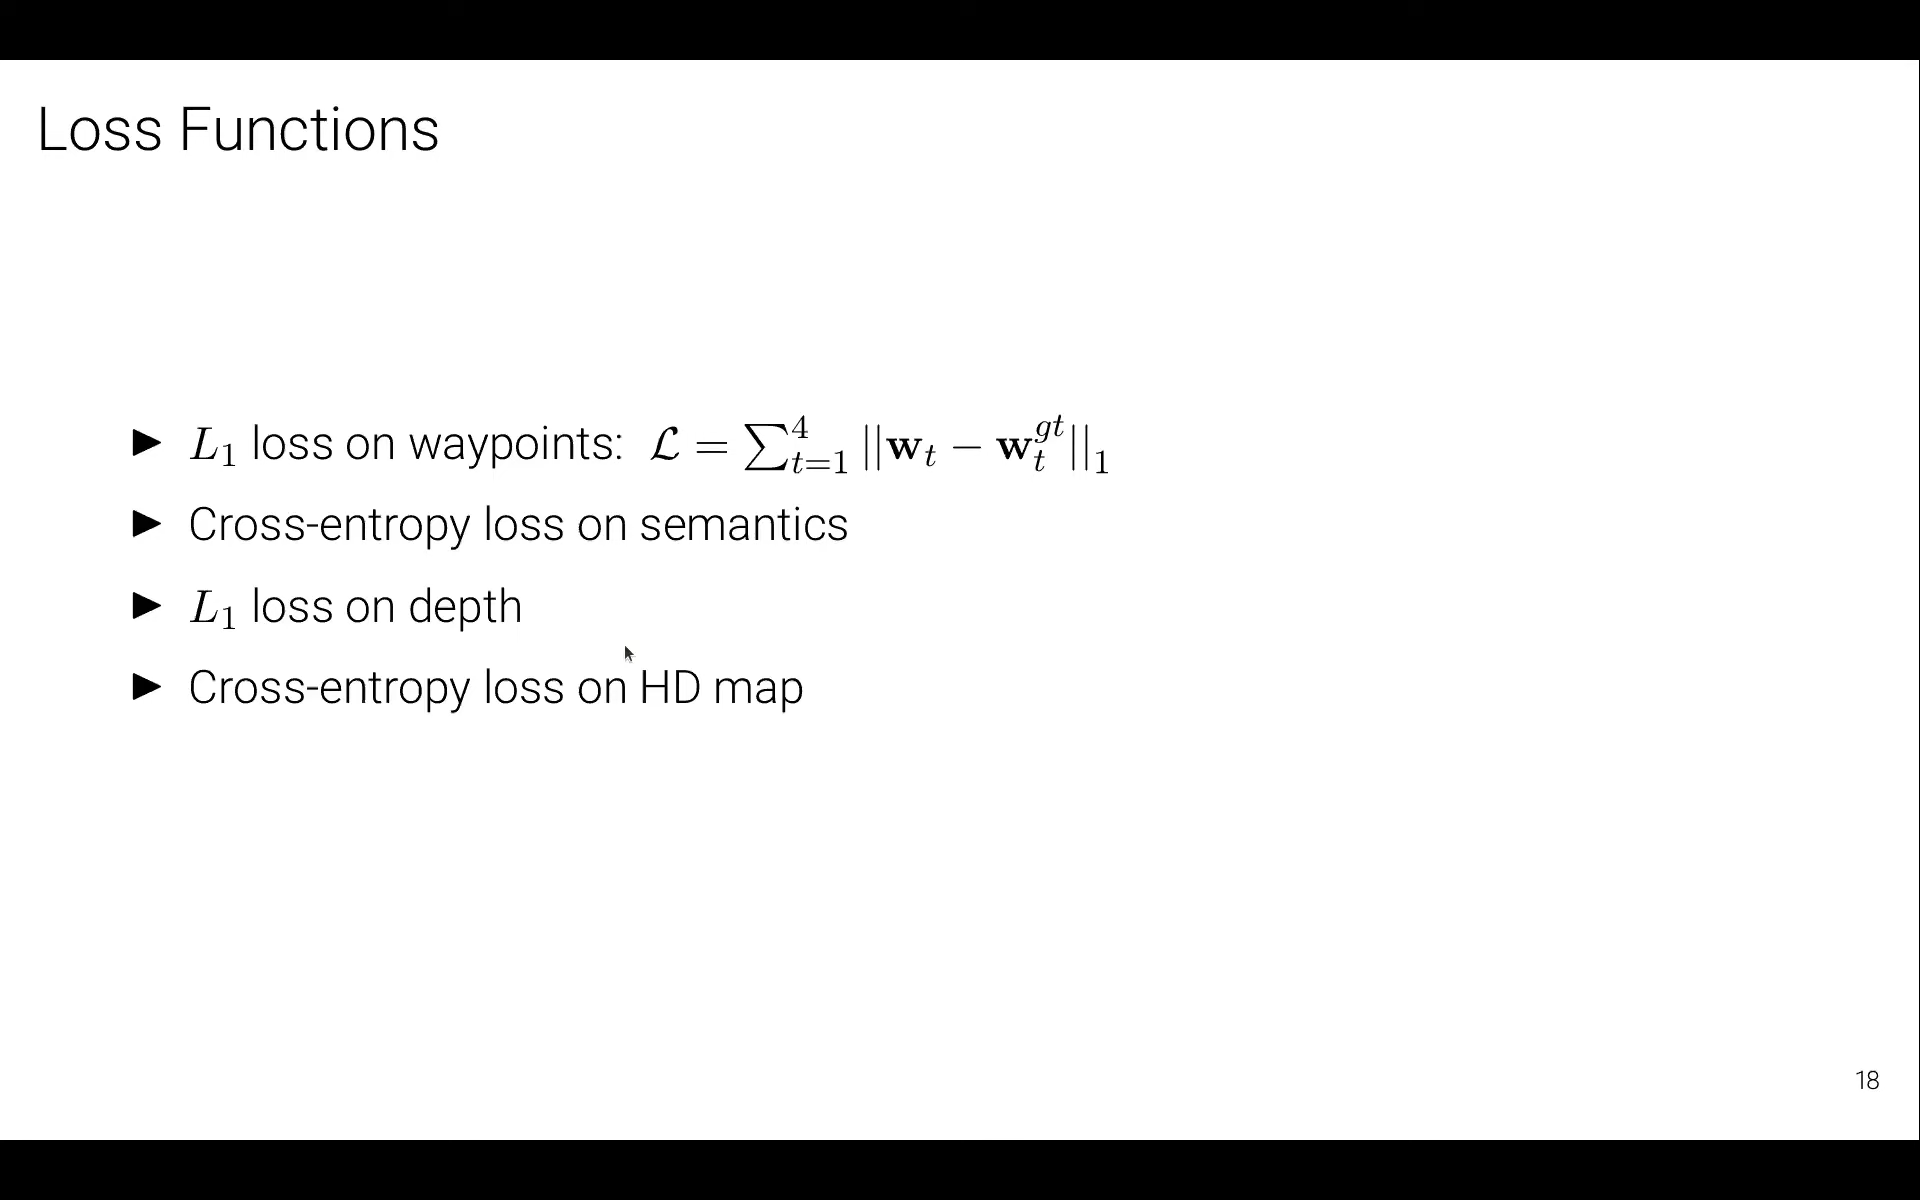 Loss Functions
▶ L₁ loss on waypoints: ℒ = ∑_{t=1}^{4} ||w_t − w_t^{gt}||₁
▶ Cross-entropy loss on semantics
▶ L₁ loss on depth
▶ Cross-entropy loss on HD map
18